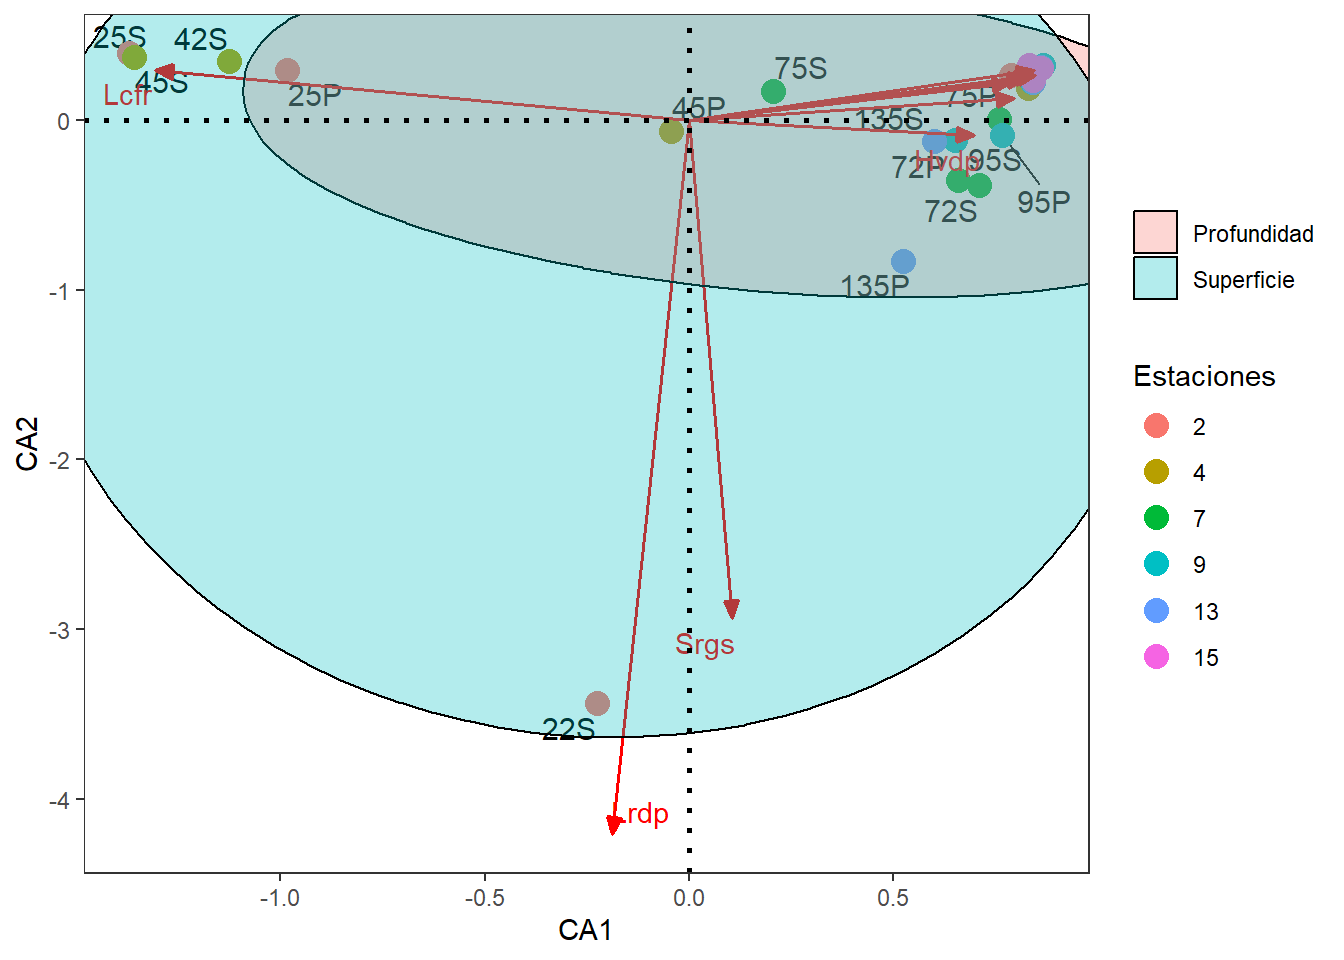 25S
42S
45S
Lcfr
25P
75S
45P
75P
135S
Hvdp
72P
95S
95P
72S
135P
Srgs
22S
rdp
0
-1
-2
-3
-4
CA2
-1.0
-0.5
0.0
0.5
CA1
Profundidad
Superficie
Estaciones
2
4
7
9
13
15